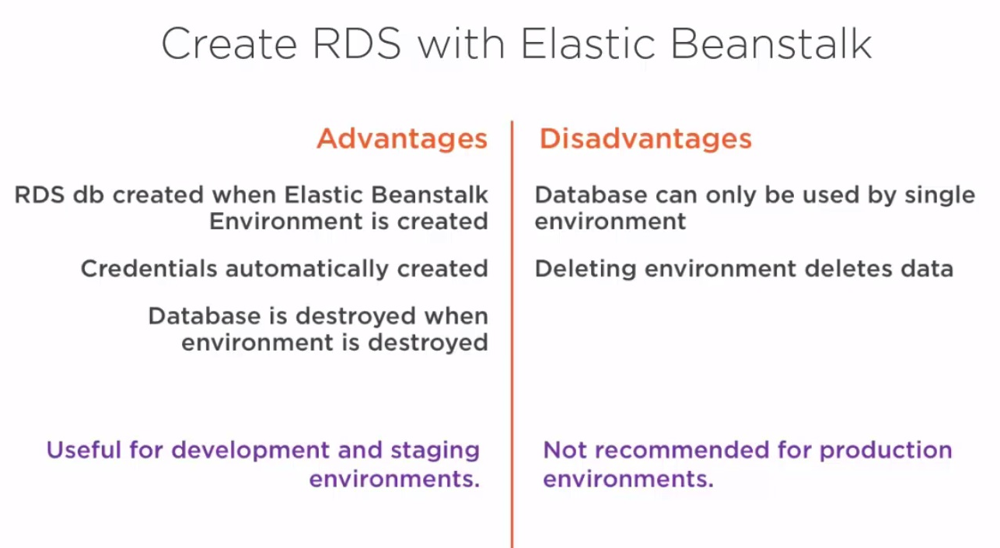 Create RDS with Elastic Beanstalk
Advantages
RDS db created when Elastic Beanstalk
Environment is created
Credentials automatically created
Database is destroyed when
environment is destroyed
Useful for development and staging
environments.
Disadvantages
Database can only be used by single
environment
Deleting environment deletes data
Not recommended for production
environments.